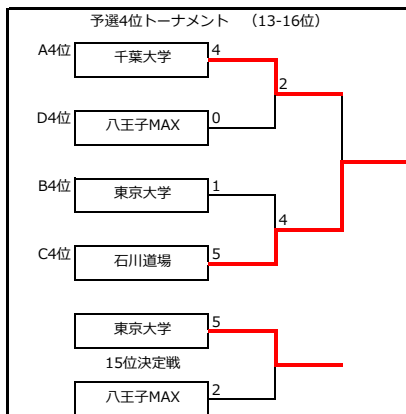 予選4位トーナメント　（13-16位）
A4位 千葉大学 4
2
D4位 八王子MAX 0
B4位 東京大学 1
4
C4位 石川道場 5
東京大学 5
15位決定戦
八王子MAX 2